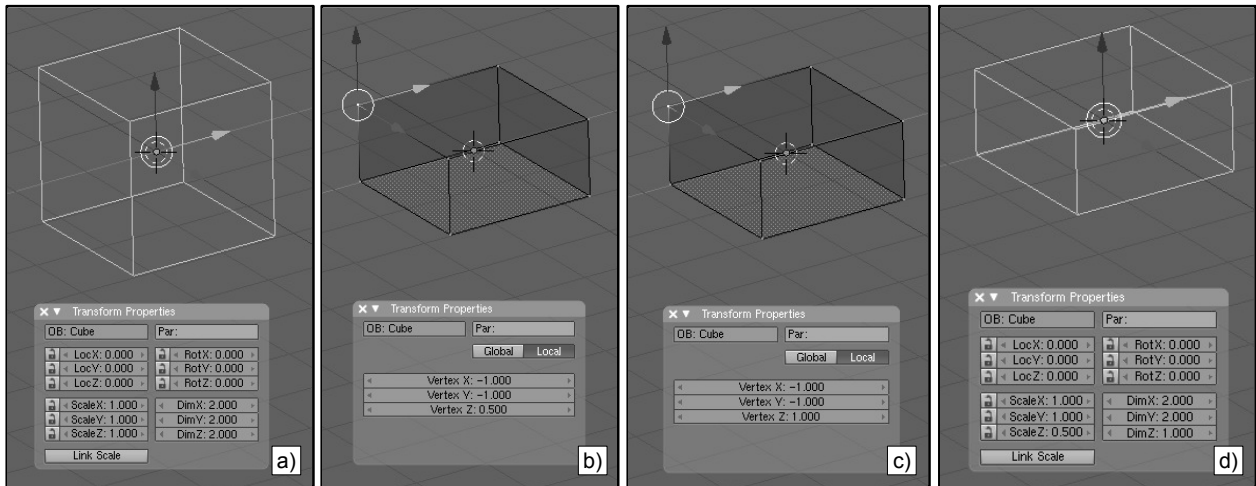 Transform Properties
OB: Cube Par:
LocX: 0.000 RotX: 0.000
LocY: 0.000 RotY: 0.000
LocZ: 0.000 RotZ: 0.000
ScaleX: 1.000 DimX: 2.000
ScaleY: 1.000 DimY: 2.000
ScaleZ: 1.000 DimZ: 2.000
Link Scale
a)
Transform Properties
OB: Cube Par:
Global Local
Vertex X: -1.000
Vertex Y: -1.000
Vertex Z: 0.500
b)
Transform Properties
OB: Cube Par:
Global Local
Vertex X: -1.000
Vertex Y: -1.000
Vertex Z: 1.000
c)
Transform Properties
OB: Cube Par:
LocX: 0.000 RotX: 0.000
LocY: 0.000 RotY: 0.000
LocZ: 0.000 RotZ: 0.000
ScaleX: 1.000 DimX: 2.000
ScaleY: 1.000 DimY: 2.000
ScaleZ: 0.500 DimZ: 1.000
Link Scale
d)